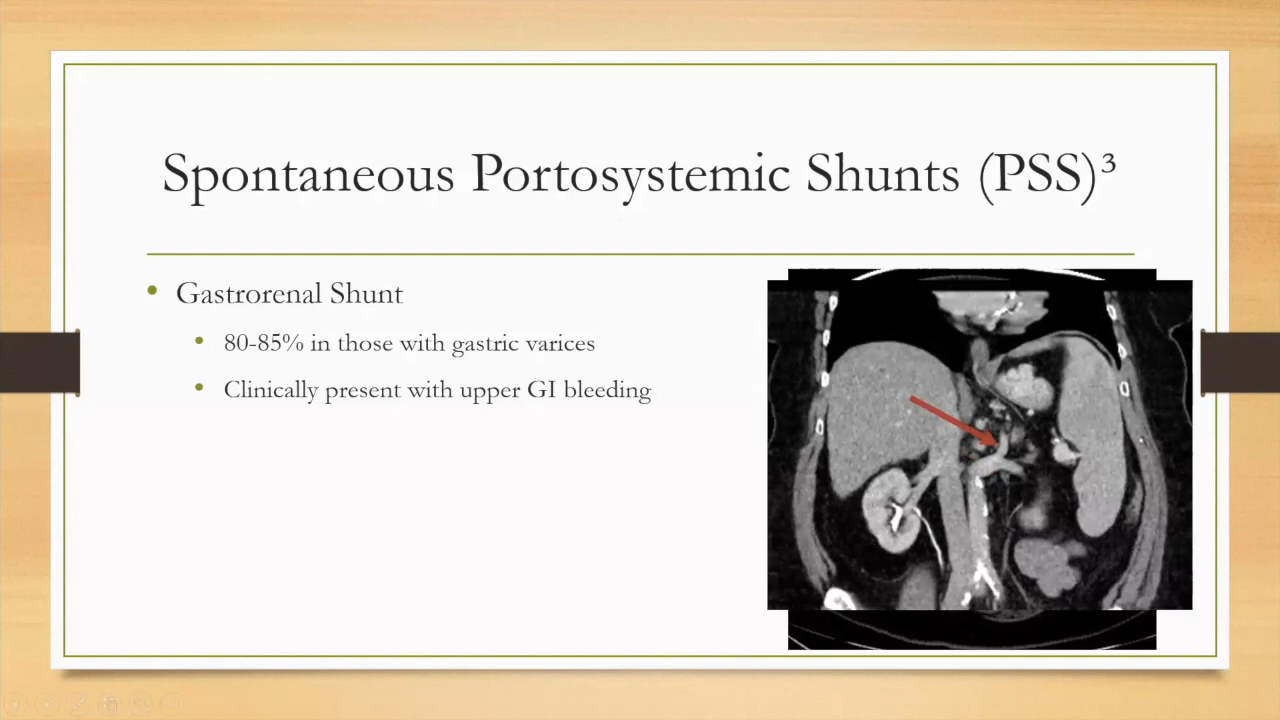 Spontaneous Portosystemic Shunts (PSS)³
Gastrorenal Shunt
80-85% in those with gastric varices
Clinically present with upper GI bleeding